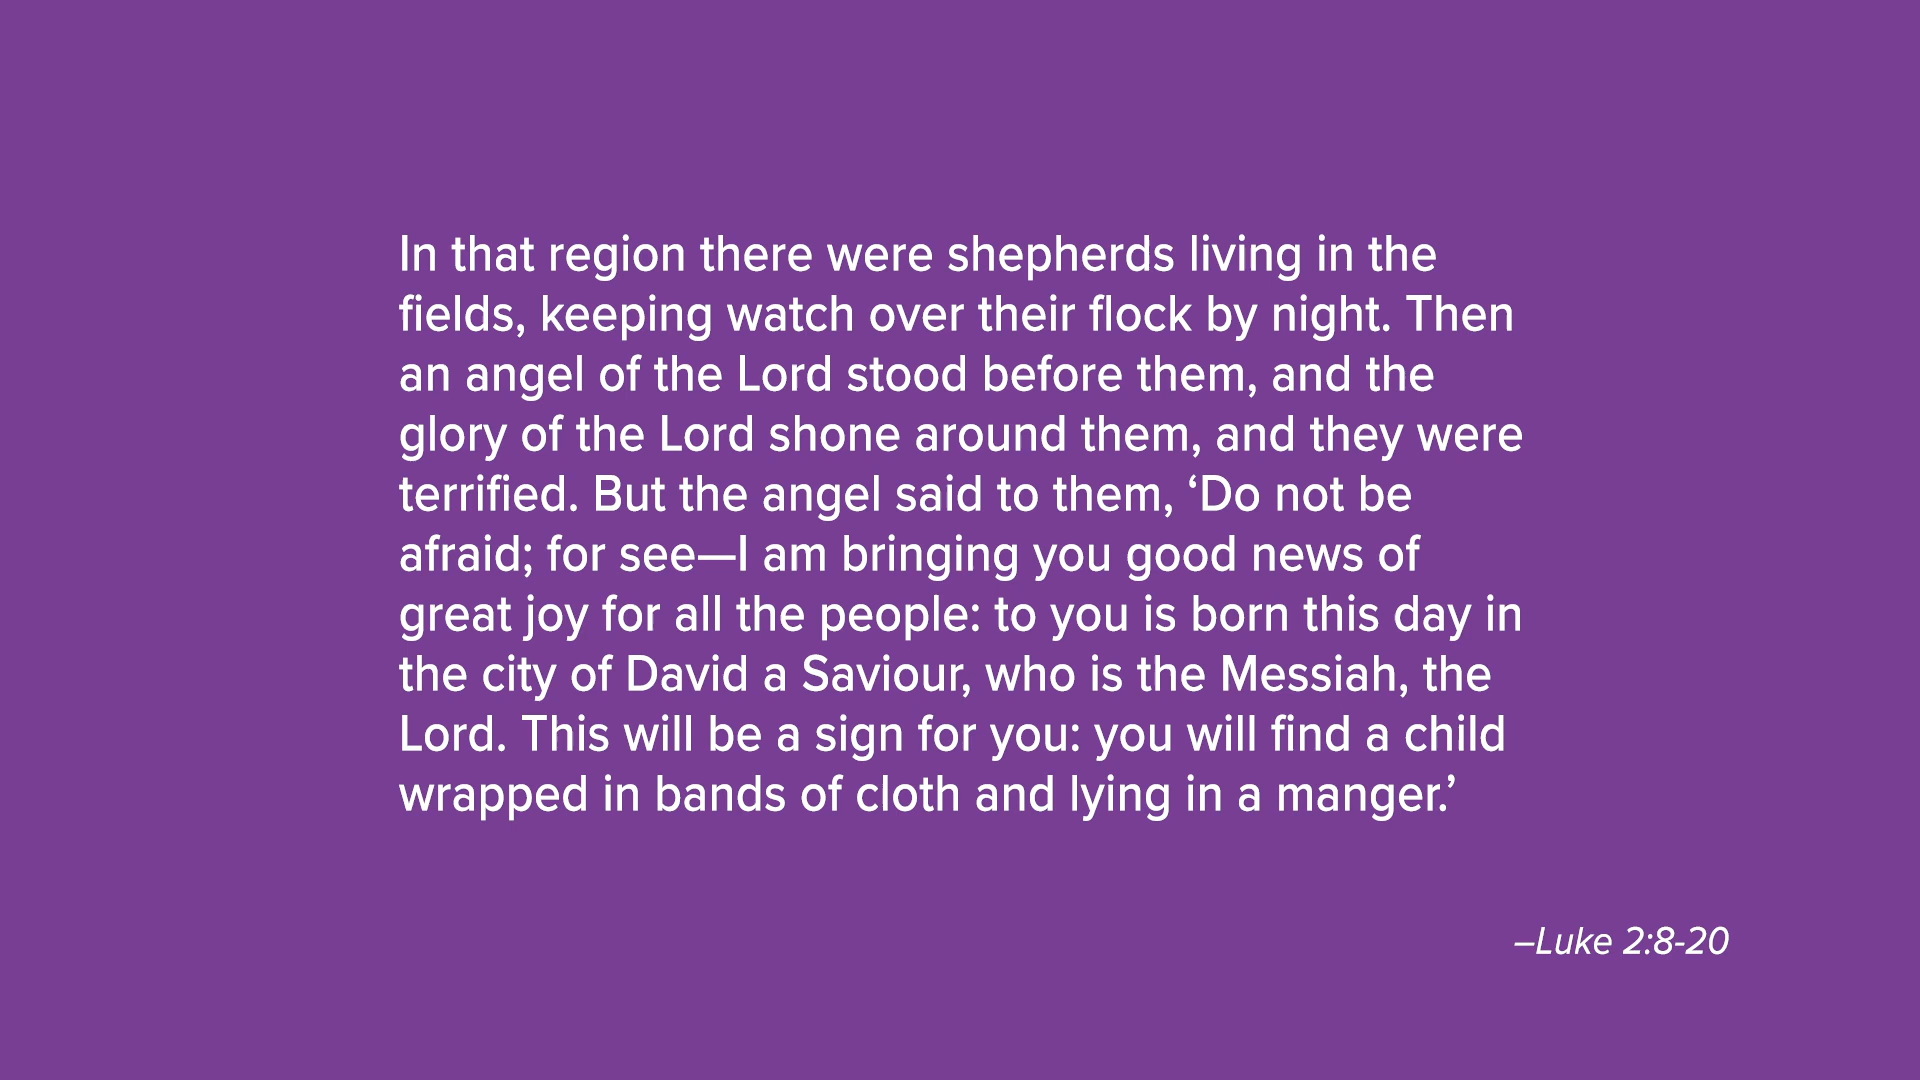 In that region there were shepherds living in the
fields, keeping watch over their flock by night. Then
an angel of the Lord stood before them, and the
glory of the Lord shone around them, and they were
terrified. But the angel said to them, ‘Do not be
afraid; for see—I am bringing you good news of
great joy for all the people: to you is born this day in
the city of David a Saviour, who is the Messiah, the
Lord. This will be a sign for you: you will find a child
wrapped in bands of cloth and lying in a manger.’
–Luke 2:8-20